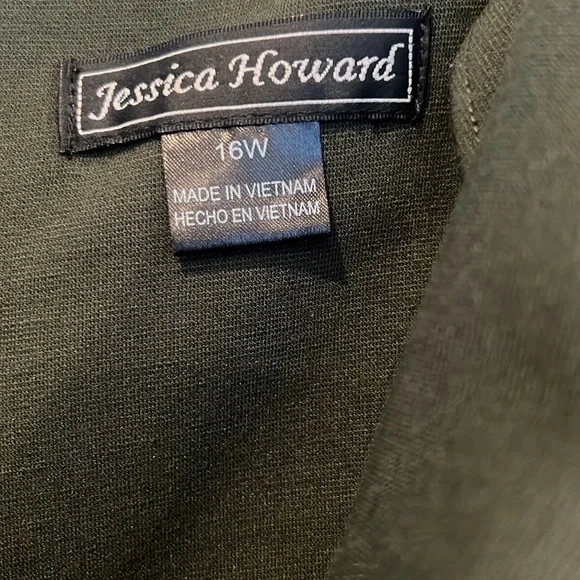 Jessica Howard
16W
MADE IN VIETNAM
HECHO EN VIETNAM